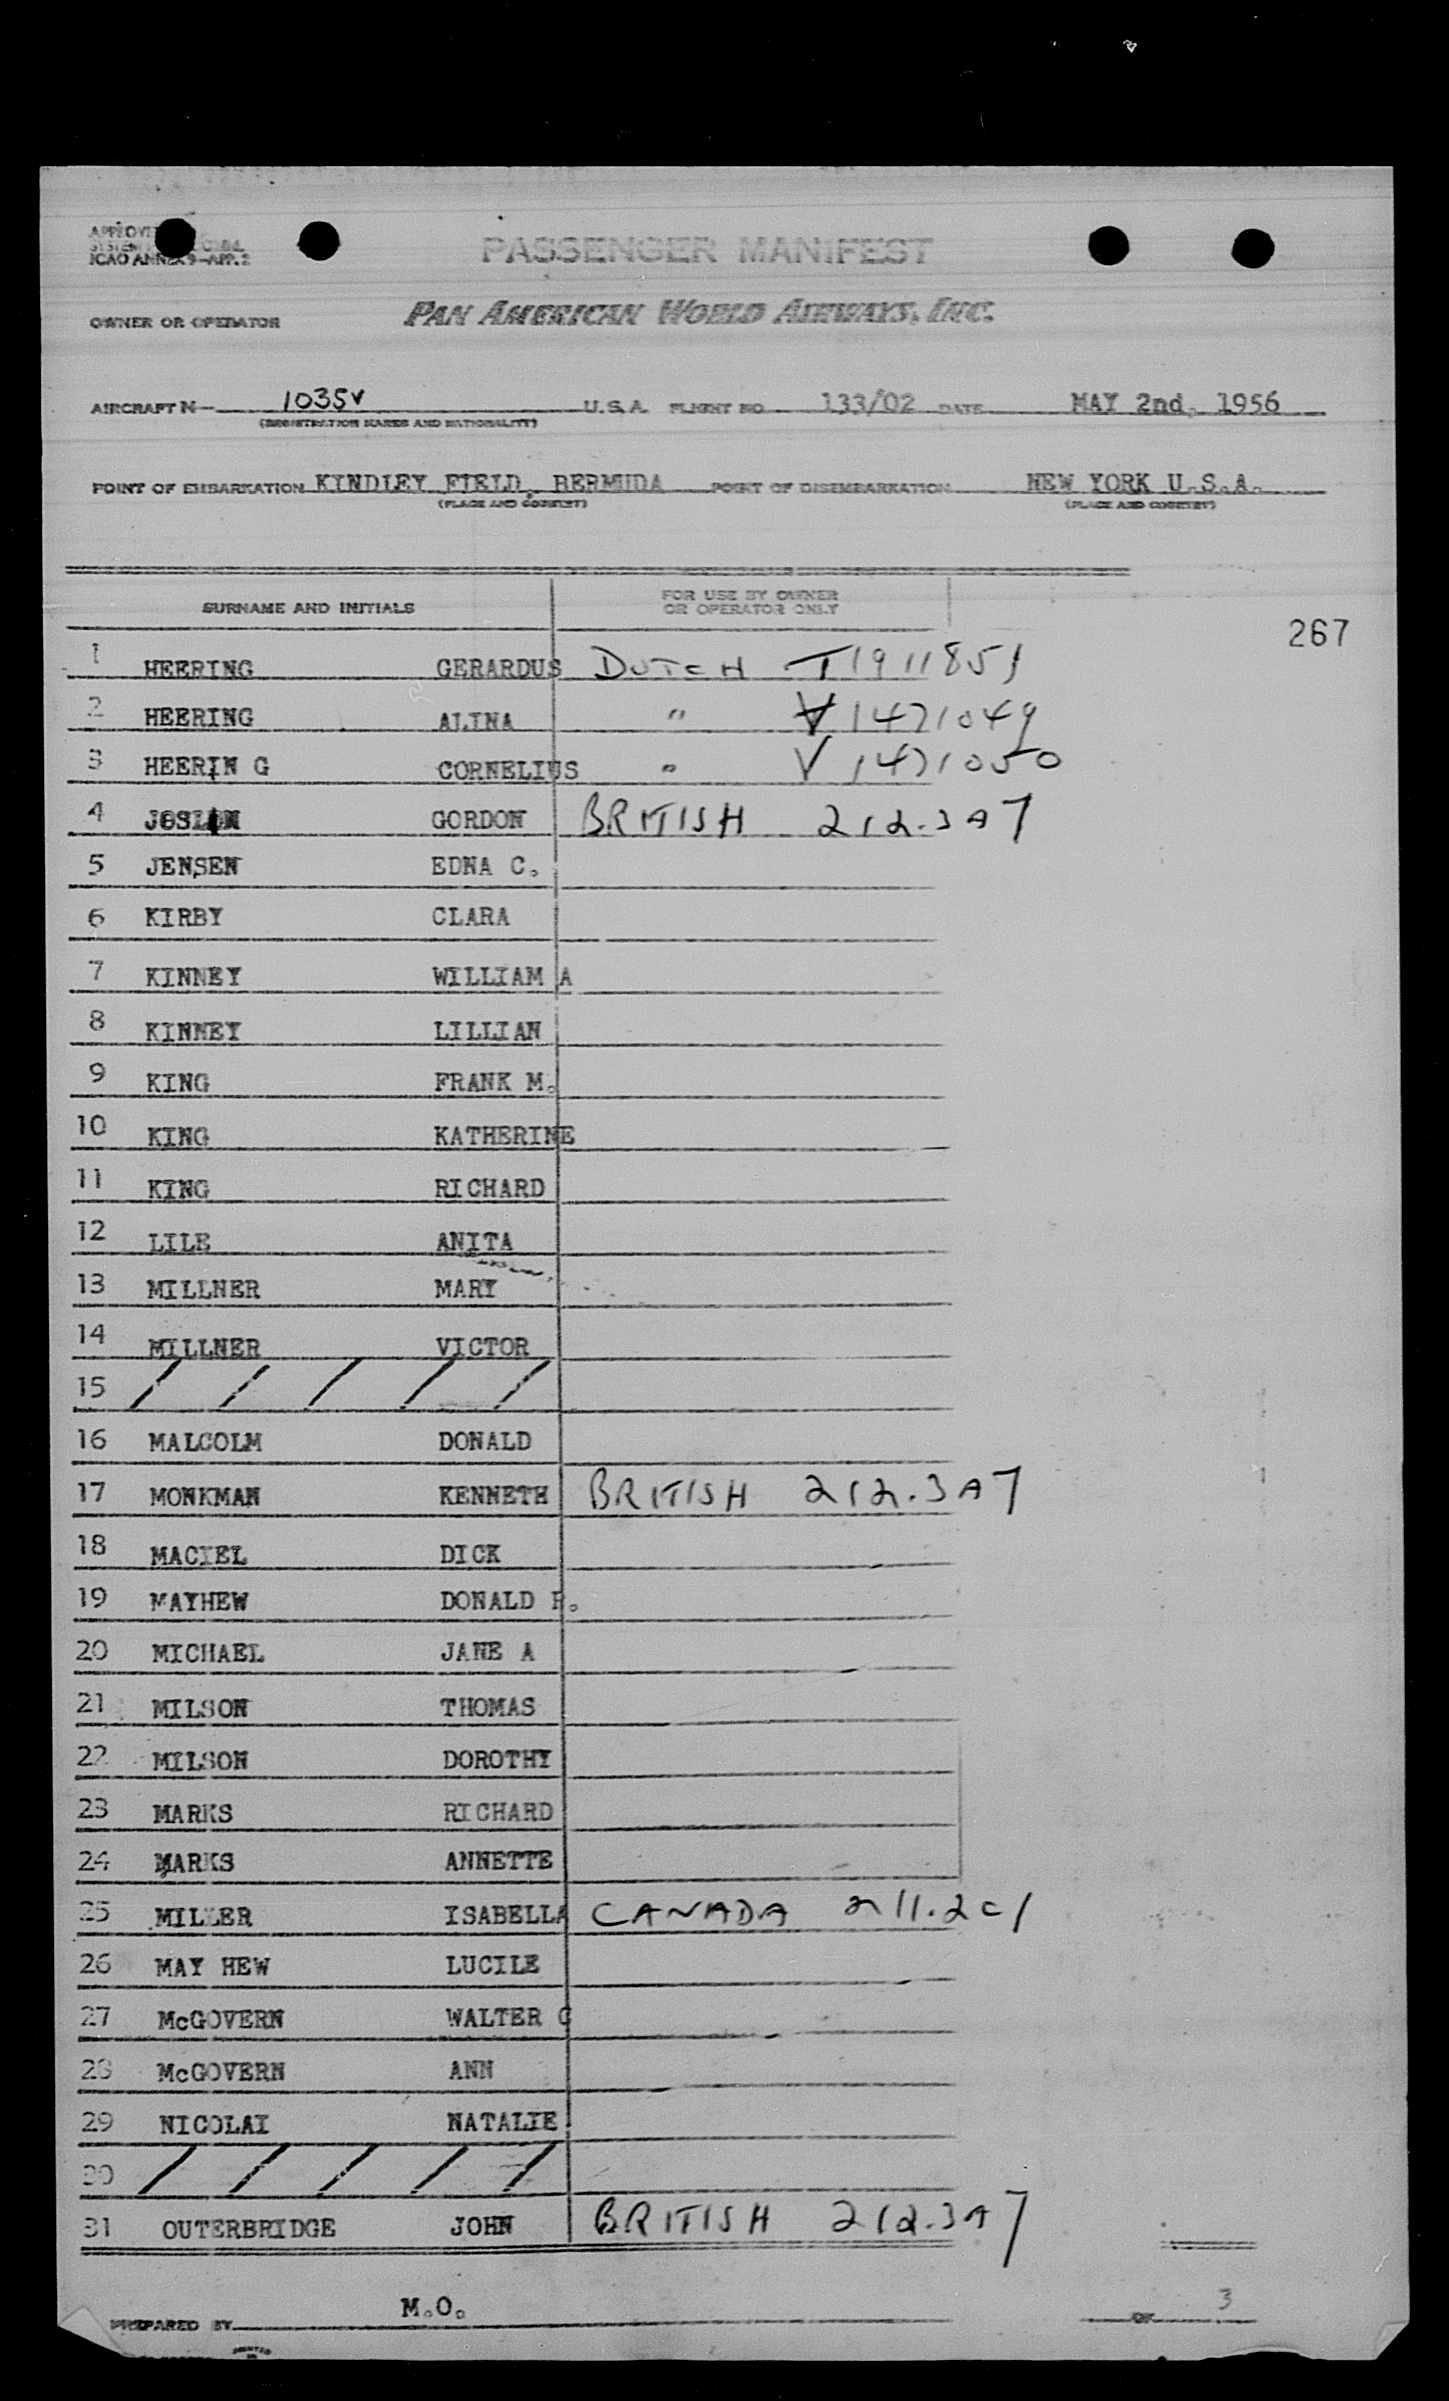 PASSENGER MANIFEST
ICAO ANNEX 9-APP. 2
OWNER OR OPERATOR PAN AMERICAN WORLD AIRWAYS, INC.
AIRCRAFT N- 1035V U.S.A. FLIGHT NO 133/02 DATE MAY 2nd, 1956
(REGISTRATION MARKS AND NATIONALITY)
POINT OF EMBARKATION KINDLEY FIELD, BERMUDA POINT OF DISEMBARKATION NEW YORK U.S.A.
(PLACE AND COUNTRY) (PLACE AND COUNTRY)
SURNAME AND INITIALS FOR USE BY OWNER OR OPERATOR ONLY
267
1 HEERING GERARDUS DUTCH T1911851
2 HEERING ALINA " V 1471049
3 HEERIN G CORNELIUS " V 1471050
4 GORDON BRITISH 212.3A7
5 JENSEN EDNA C.
6 KIRBY CLARA
7 KINNEY WILLIAM A
8 KINNEY LILLIAN
9 KING FRANK M.
10 KING KATHERINE
11 KING RICHARD
12 LILE ANITA
13 MILLNER MARY
14 MILLNER VICTOR
15 / / / / /
16 MALCOLM DONALD
17 MONKMAN KENNETH BRITISH 212.3A7
18 MACIEL DICK
19 MAYHEW DONALD
20 MICHAEL JANE A
21 MILSON THOMAS
22 MILSON DOROTHY
23 MARKS RICHARD
24 MARKS ANNETTE
25 MILLER ISABELLA CANADA 211.2c1
26 MAY HEW LUCILE
27 McGOVERN WALTER C
28 McGOVERN ANN
29 NICOLAI NATALIE
30 / / / / /
31 OUTERBRIDGE JOHN BRITISH 212.3A7
PREPARED BY M.O. OF 3